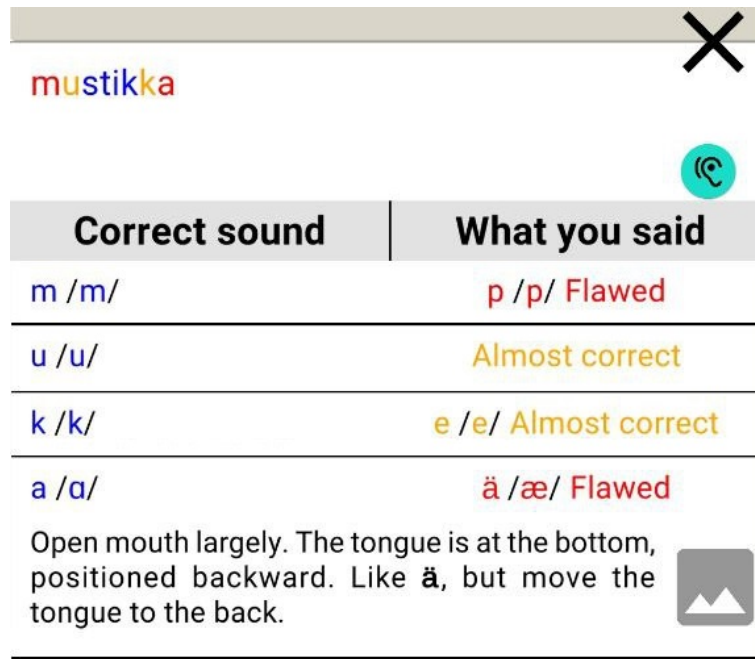 mustikka
Correct sound What you said
m /m/ p /p/ Flawed
u /u/ Almost correct
k /k/ e /e/ Almost correct
a /ɑ/ ä /æ/ Flawed
Open mouth largely. The tongue is at the bottom,
positioned backward. Like ä, but move the
tongue to the back.